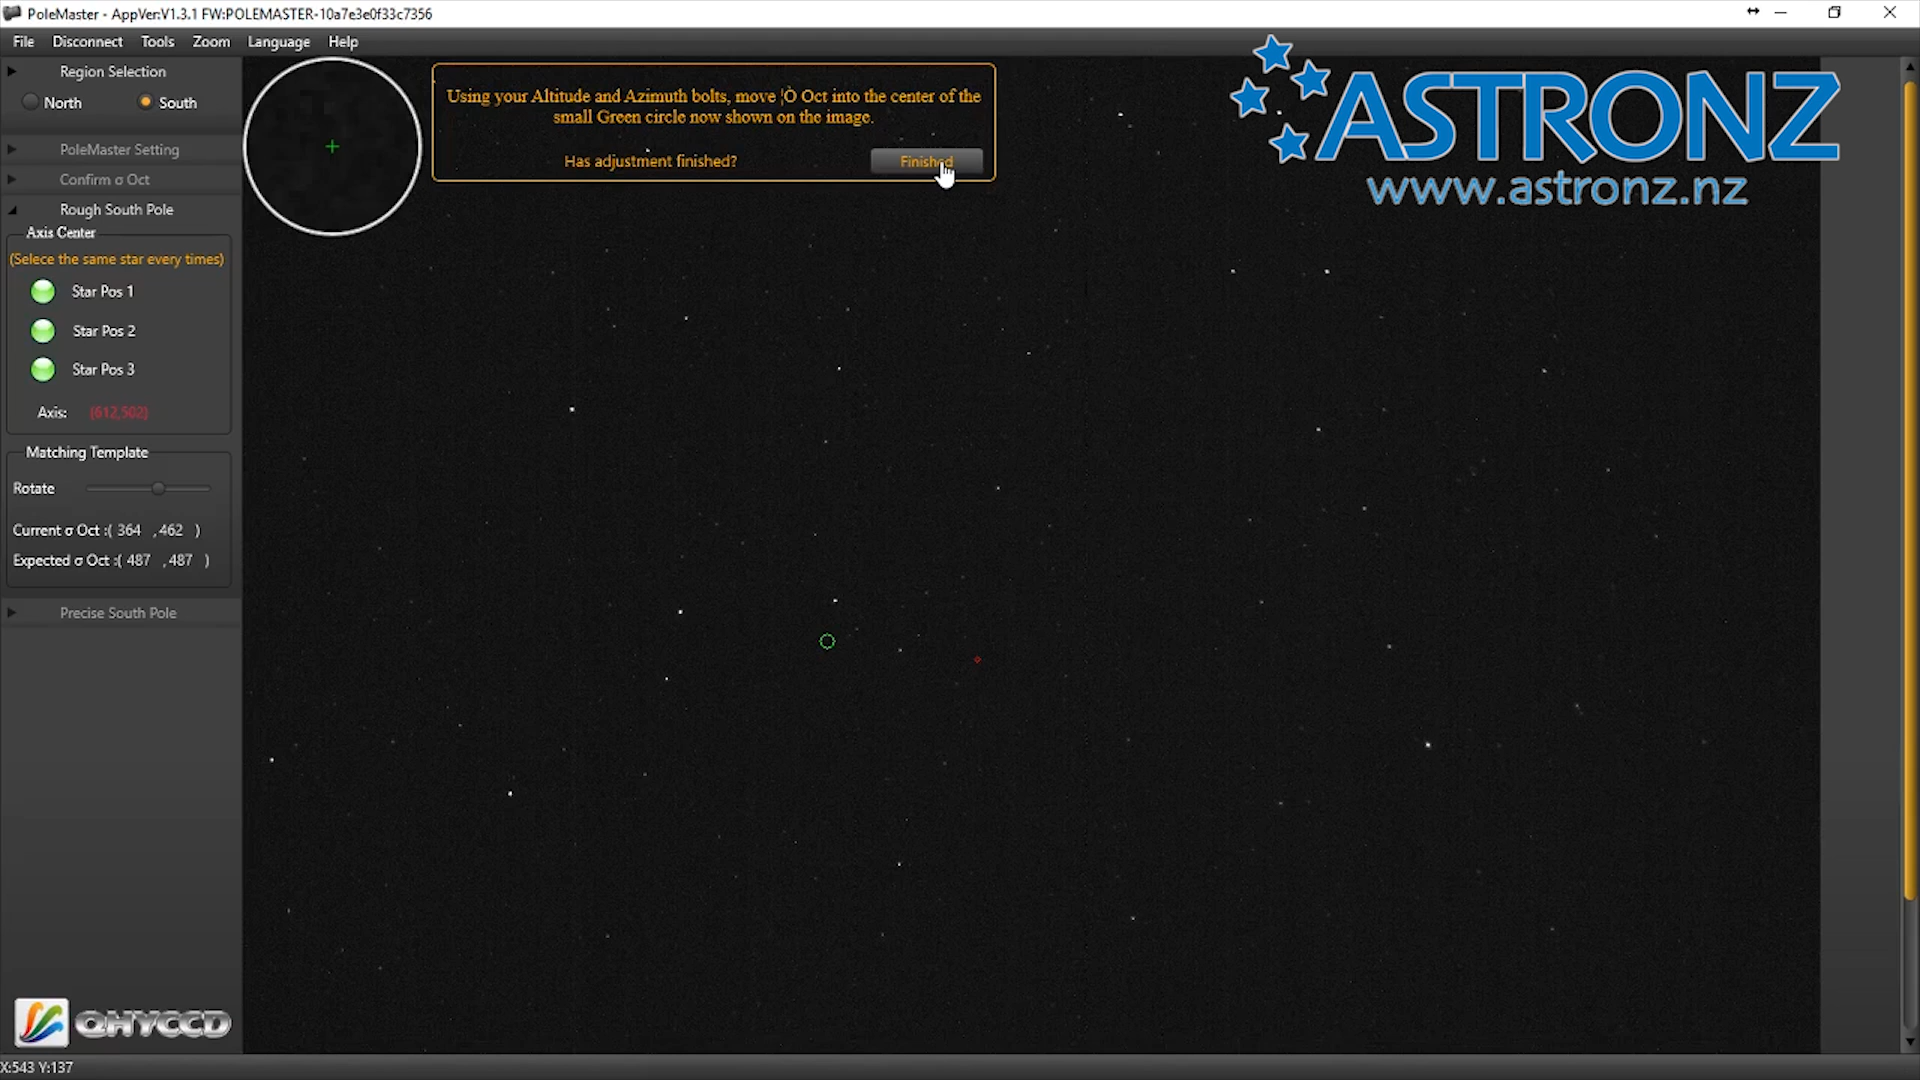 PoleMaster - AppVer:V1.3.1 FW:POLEMASTER-10a7e3e0f33c7356
File Disconnect Tools Zoom Language Help
Region Selection
North South
PoleMaster Setting
Confirm σ Oct
Rough South Pole
Axis Center
(Selece the same star every times)
Star Pos 1
Star Pos 2
Star Pos 3
Axis: (612,502)
Matching Template
Rotate
Current σ Oct :( 364 ,462 )
Expected σ Oct :( 487 ,487 )
Precise South Pole
QHYCCD
X:543 Y:137
Using your Altitude and Azimuth bolts, move ¦Ò Oct into the center of the
small Green circle now shown on the image.
Has adjustment finished? Finished
ASTRONZ
www.astronz.nz